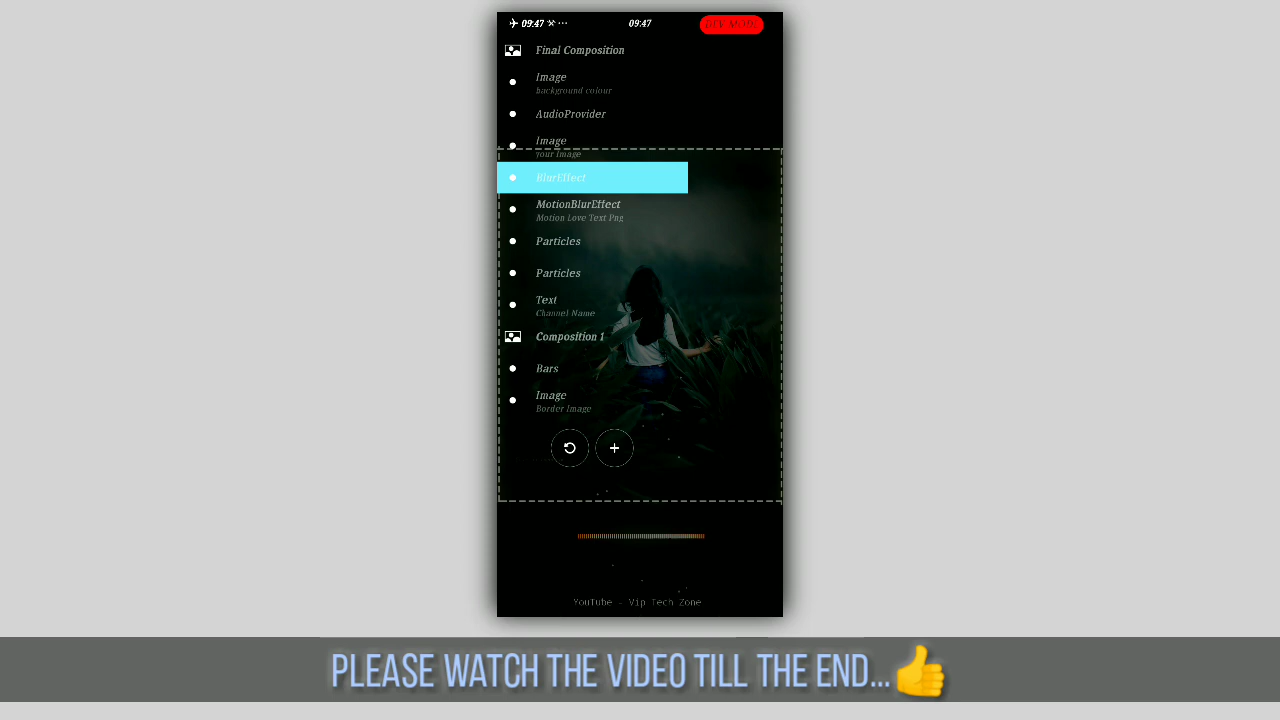 09:47
09:47
DEV MODE
Final Composition
Image
background colour
AudioProvider
Image
your image
BlurEffect
MotionBlurEffect
Motion Love Text Png
Particles
Particles
Text
Channel Name
Composition 1
Bars
Image
Border Image
YouTube - Vip Tech Zone
PLEASE WATCH THE VIDEO TILL THE END...